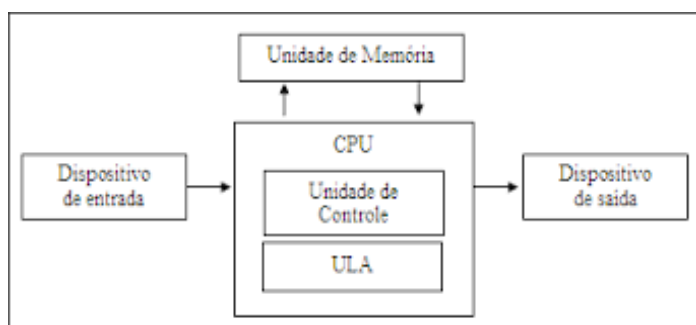 Unidade de Memória
CPU
Dispositivo
de entrada
Unidade de
Controle
ULA
Dispositivo
de saída